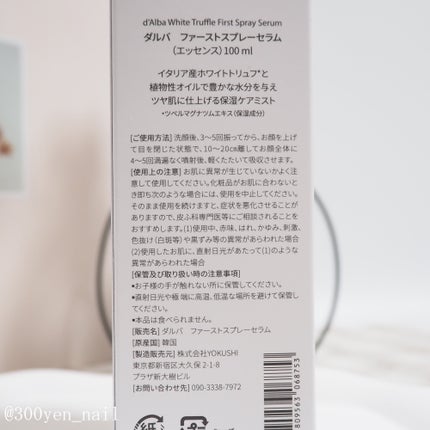 d'Alba White Truffle First Spray Serum
ダルバ　ファーストスプレーセラム
（エッセンス）100 ml
イタリア産ホワイトトリュフ*と
植物性オイルで豊かな水分を与え
ツヤ肌に仕上げる保湿ケアミスト
・ツベルマグナツムエキス（保湿成分）
[ご使用方法] 洗顔後、3～5回振ってから、お顔を上げ
て目を閉じた状態で、10～20㎝離してお顔全体に
4～5回満遍なく噴射後、軽くたたいて吸収させます。
[使用上の注意] お肌に異常が生じていないかよく注
意して使用してください。化粧品がお肌に合わないと
き即ち次のような場合には、使用を中止してください。
そのまま使用を続けますと、症状を悪化させることが
ありますので、皮ふ科専門医等にご相談されることを
おすすめします。(1)使用中、赤味、はれ、かゆみ、刺激、
色抜け(白斑等)や黒ずみ等の異常があらわれた場合
(2)使用したお肌に、直射日光があたって(1)のような
異常があらわれた場合
[保管及び取り扱い時の注意事項]
●お子様の手が触れない所に保管してください。
●直射日光や極 端に高温、低温な場所を避けて保管し
てください。
●本品は食べられません。
[販売名] ダルバ　ファーストスプレーセラム
[原産国] 韓国
[製造販売元] 株式会社YOKUSHI
東京都新宿区大久保 2-1-8
プラザ新大樹ビル
[お問い合わせ先] 090-3338-7972
809563 068753
紙
@300yen_nail